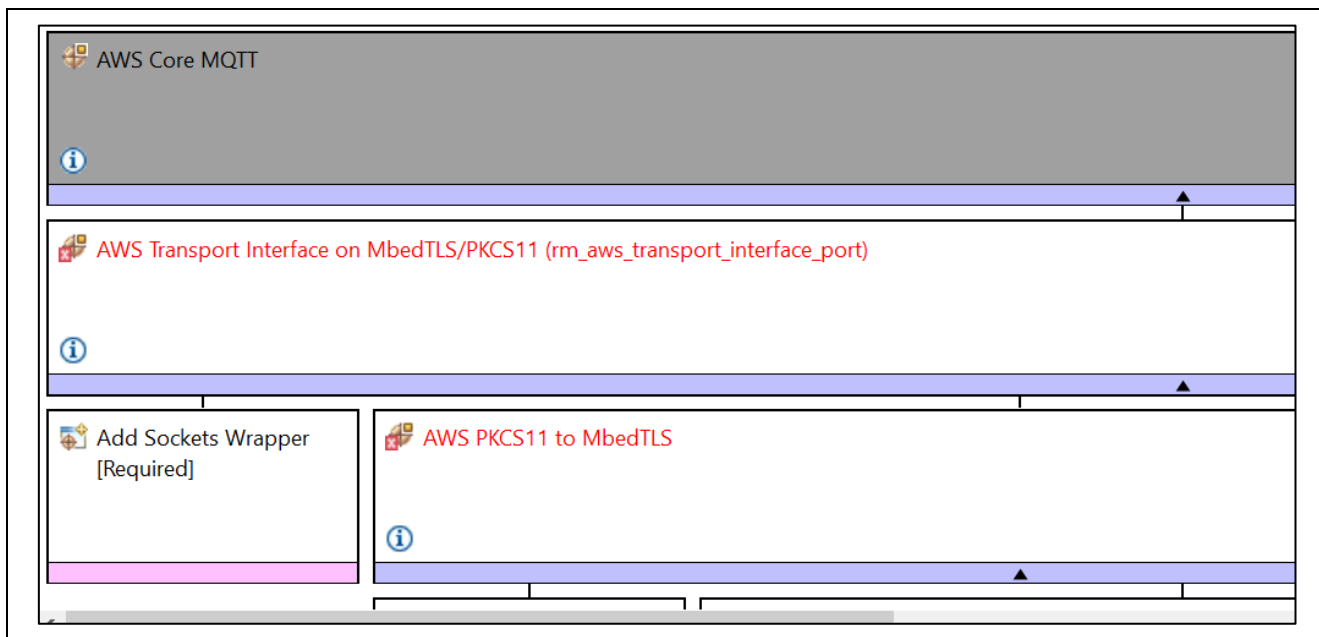 AWS Core MQTT
AWS Transport Interface on MbedTLS/PKCS11 (rm_aws_transport_interface_port)
Add Sockets Wrapper
[Required]
AWS PKCS11 to MbedTLS